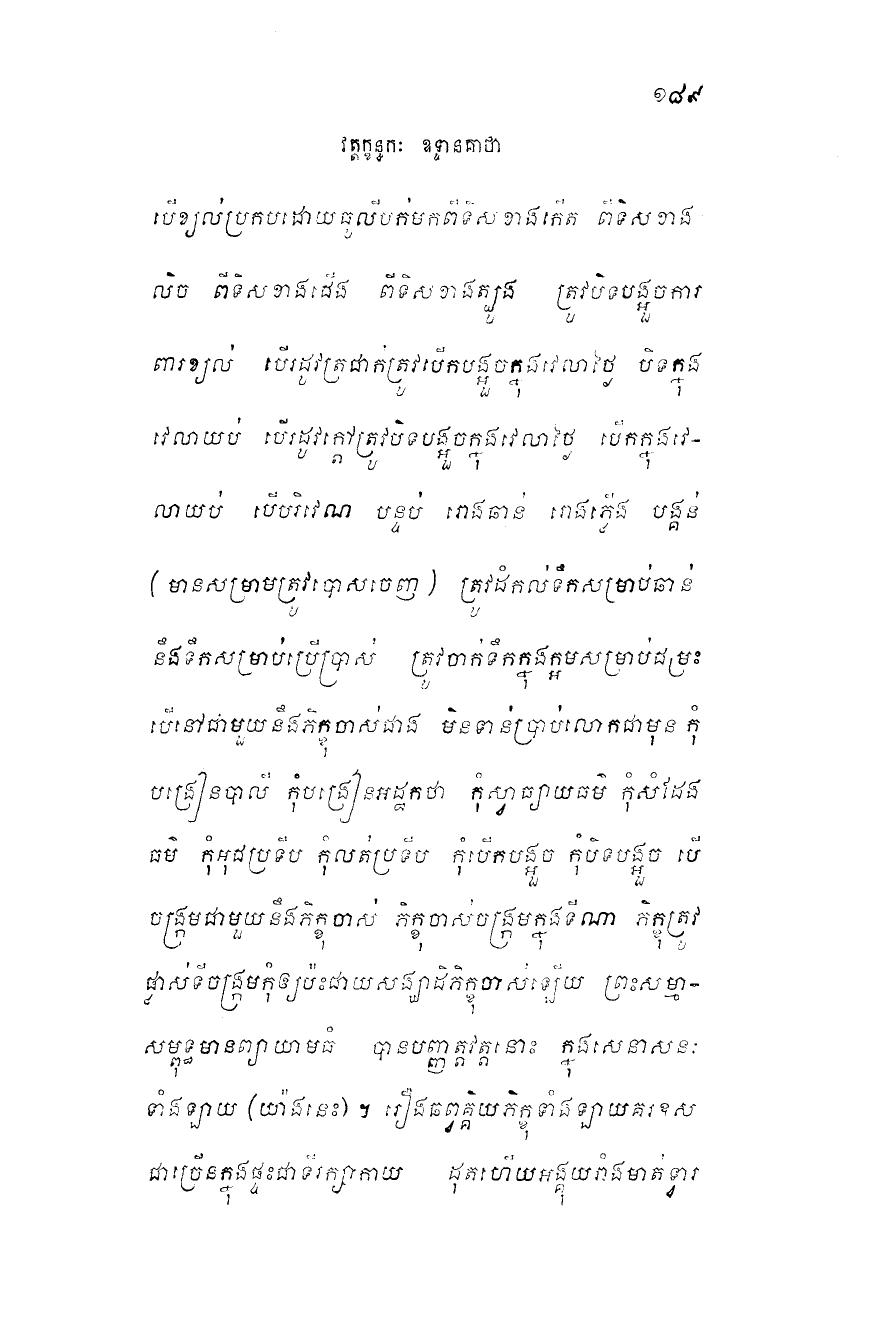 ១៨៩
វត្តក្ខន្ធកៈ ឧទ្ទានគាថា
បើខ្យល់ប្រកបដោយធូលីបក់មកពីទិសខាងកើត ពីទិសខាង
លិច ពីទិសខាងជើង ពីទិសខាងត្បូង ត្រូវបិទបង្អួចការ
ពារខ្យល់ បើរដូវត្រជាក់ត្រូវបើកបង្អួចក្នុងវេលាថ្ងៃ បិទក្នុង
វេលាយប់ បើរដូវក្តៅត្រូវបិទបង្អួចក្នុងវេលាថ្ងៃ បើកក្នុងវេ-
លាយប់ បើបរិវេណ បន្ទប់ រោងឆាន់ រោងភ្លើង បង្គន់
(មានសម្រាមត្រូវបោសចេញ) ត្រូវដំកល់ទឹកសម្រាប់ឆាន់
នឹងទឹកសម្រាប់ប្រើប្រាស់ ត្រូវចាក់ទឹកក្នុងក្អមសម្រាប់ជម្រះ
បើនៅជាមួយនឹងភិក្ខុចាស់ជាង មិនទាន់ប្រាប់លោកជាមុន កុំ
បង្រៀនបាលី កុំបង្រៀនអដ្ឋកថា កុំស្វាធ្យាយធម៌ កុំសំដែង
ធម៌ កុំអុជប្រទីប កុំលត់ប្រទីប កុំបើកបង្អួច កុំបិទបង្អួច បើ
ចង្ក្រមជាមួយនឹងភិក្ខុចាស់ ភិក្ខុចាស់ចង្ក្រមក្នុងទីណា ភិក្ខុត្រូវ
ផ្លាស់ទីចង្ក្រមកុំឲ្យប៉ះជាយសង្ឃាដិភិក្ខុចាស់ឡើយ ព្រះសម្មា-
សម្ពុទ្ធមានព្យាយាមធំ បានបញ្ញត្តវត្តនោះ ក្នុងសេនាសនៈ
ទាំងឡាយ (យ៉ាងនេះ) ។ រឿងឆព្វគ្គិយភិក្ខុទាំងឡាយគរឧស
ជាច្រើនក្នុងផ្ទះជាទីរក្សាកាយ ដុតហើយអង្គុយរាំងមាត់ទ្វារ